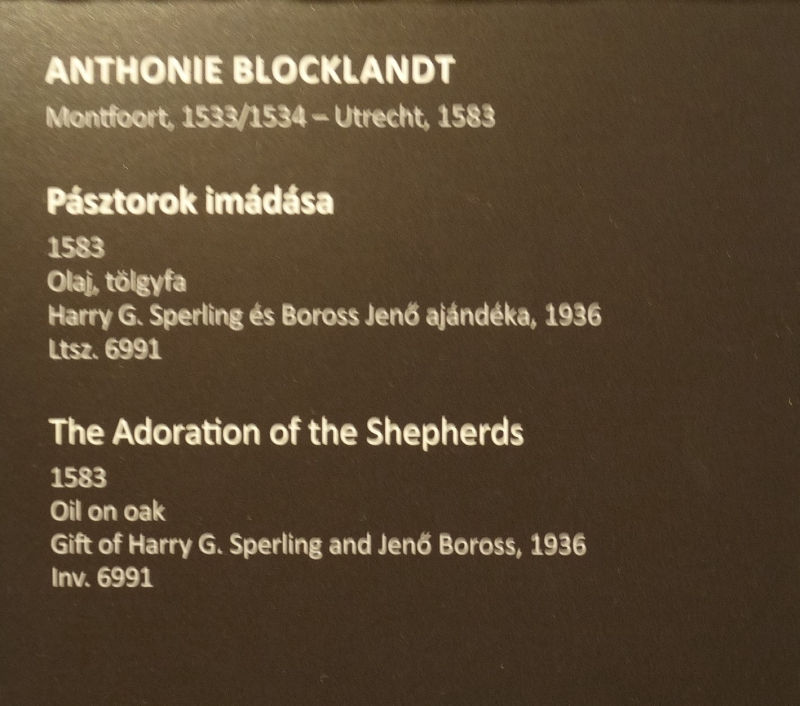 ANTHONIE BLOCKLANDT
Montfoort, 1533/1534 – Utrecht, 1583
Pásztorok imádása
1583
Olaj, tölgyfa
Harry G. Sperling és Boross Jenő ajándéka, 1936
Ltsz. 6991
The Adoration of the Shepherds
1583
Oil on oak
Gift of Harry G. Sperling and Jenő Boross, 1936
Inv. 6991